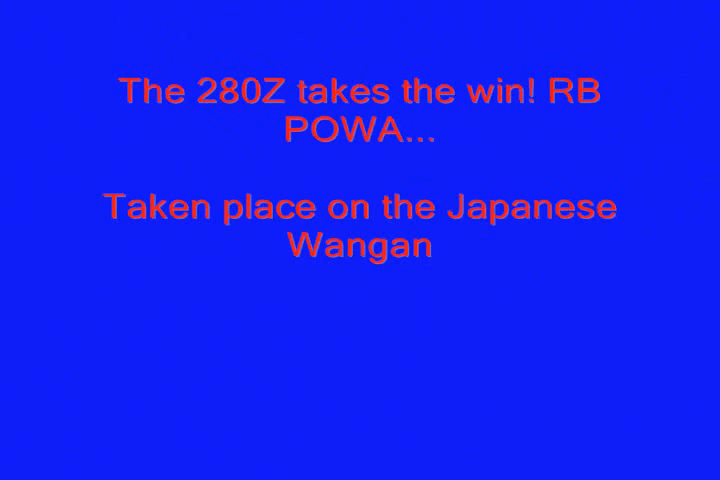 The 280Z takes the win! RB
POWA...
Taken place on the Japanese
Wangan